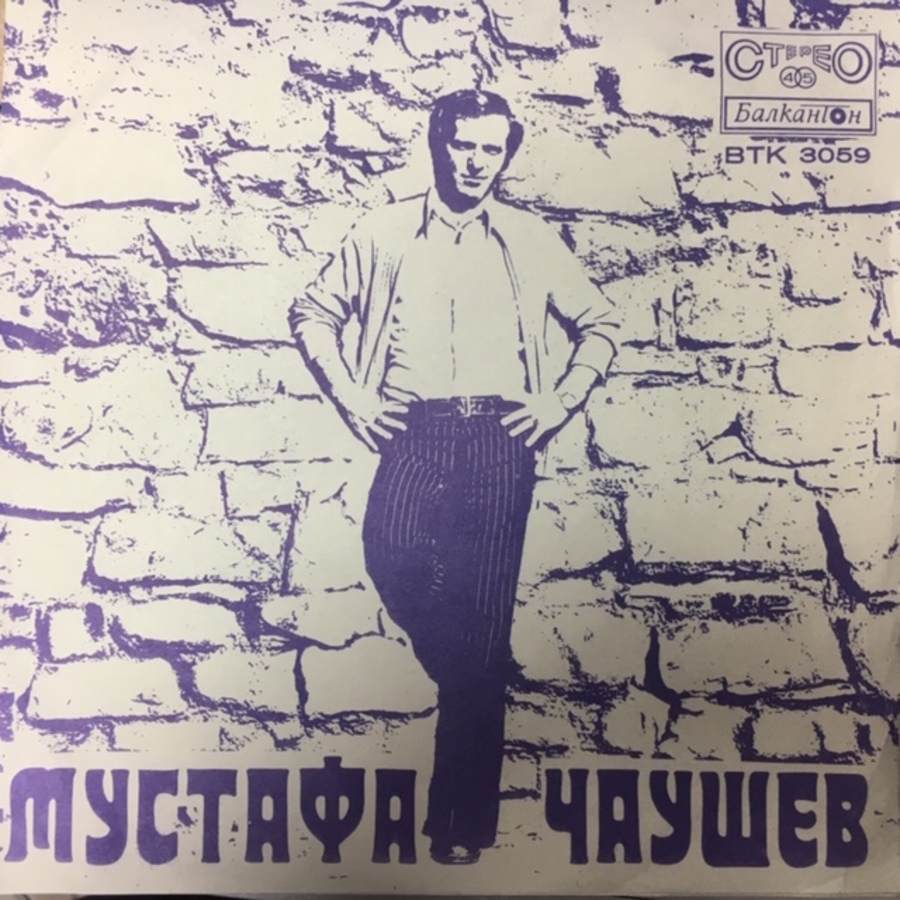 СТЕРЕО
45
Балкантон
ВТК 3059
МУСТАФА ЧАУШЕВ